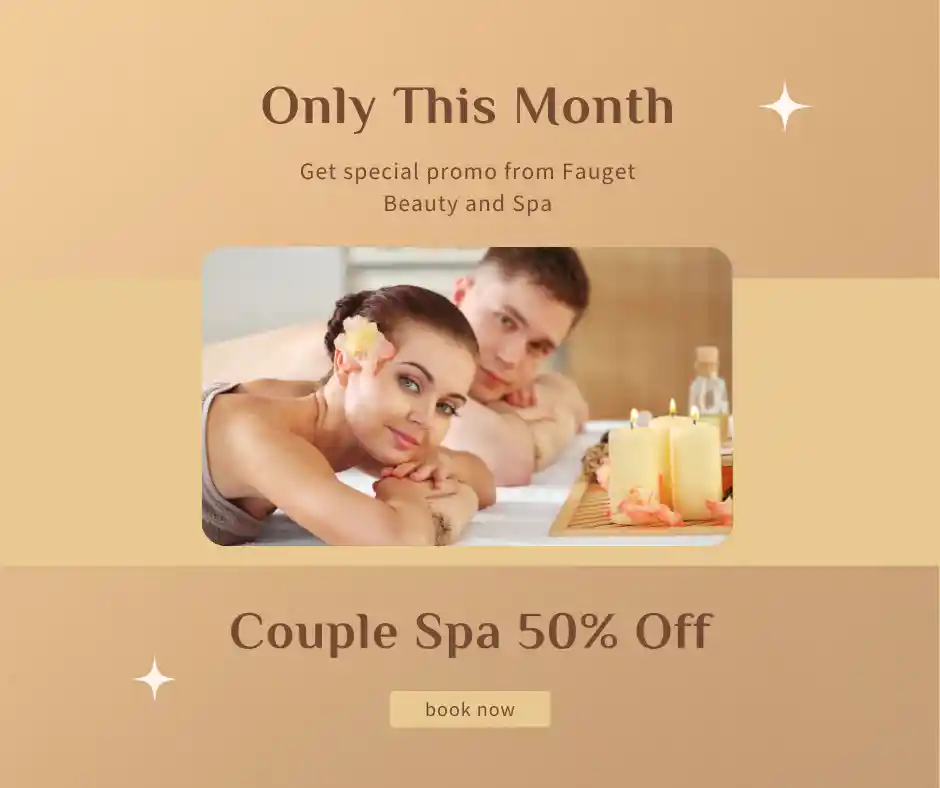 Only This Month
Get special promo from Fauget
Beauty and Spa
Couple Spa 50% Off
book now